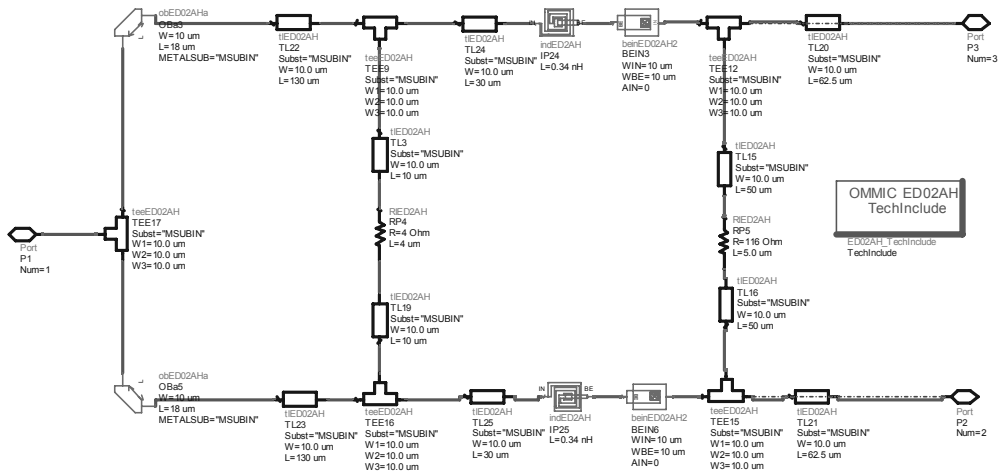 obED02AHa
OBa3
W=10 um
L=18 um
METALSUB="MSUBIN"
tlED02AH
TL22
Subst="MSUBIN"
W=10.0 um
L=130 um
teeED02AH
TEE9
Subst="MSUBIN"
W1=10.0 um
W2=10.0 um
W3=10.0 um
tlED02AH
TL24
Subst="MSUBIN"
W=10.0 um
L=30 um
IN
BE
indED2AH
IP24
L=0.34 nH
beinED02AH2
BEIN3
WIN=10 um
WBE=10 um
AIN=0
teeED02AH
TEE12
Subst="MSUBIN"
W1=10.0 um
W2=10.0 um
W3=10.0 um
tlED02AH
TL20
Subst="MSUBIN"
W=10.0 um
L=62.5 um
Port
P3
Num=3
tlED02AH
TL3
Subst="MSUBIN"
W=10.0 um
L=10 um
tlED02AH
TL15
Subst="MSUBIN"
W=10.0 um
L=50 um
OMMIC ED02AH
TechInclude
ED02AH_TechInclude
TechInclude
Port
P1
Num=1
teeED02AH
TEE17
Subst="MSUBIN"
W1=10.0 um
W2=10.0 um
W3=10.0 um
RIED2AH
RP4
R=4 Ohm
L=4 um
RIED2AH
RP5
R=116 Ohm
L=5.0 um
tlED02AH
TL19
Subst="MSUBIN"
W=10.0 um
L=10 um
tlED02AH
TL16
Subst="MSUBIN"
W=10.0 um
L=50 um
obED02AHa
OBa5
W=10 um
L=18 um
METALSUB="MSUBIN"
tlED02AH
TL23
Subst="MSUBIN"
W=10.0 um
L=130 um
teeED02AH
TEE16
Subst="MSUBIN"
W1=10.0 um
W2=10.0 um
W3=10.0 um
tlED02AH
TL25
Subst="MSUBIN"
W=10.0 um
L=30 um
IN
BE
indED2AH
IP25
L=0.34 nH
beinED02AH2
BEIN6
WIN=10 um
WBE=10 um
AIN=0
teeED02AH
TEE15
Subst="MSUBIN"
W1=10.0 um
W2=10.0 um
W3=10.0 um
tlED02AH
TL21
Subst="MSUBIN"
W=10.0 um
L=62.5 um
Port
P2
Num=2